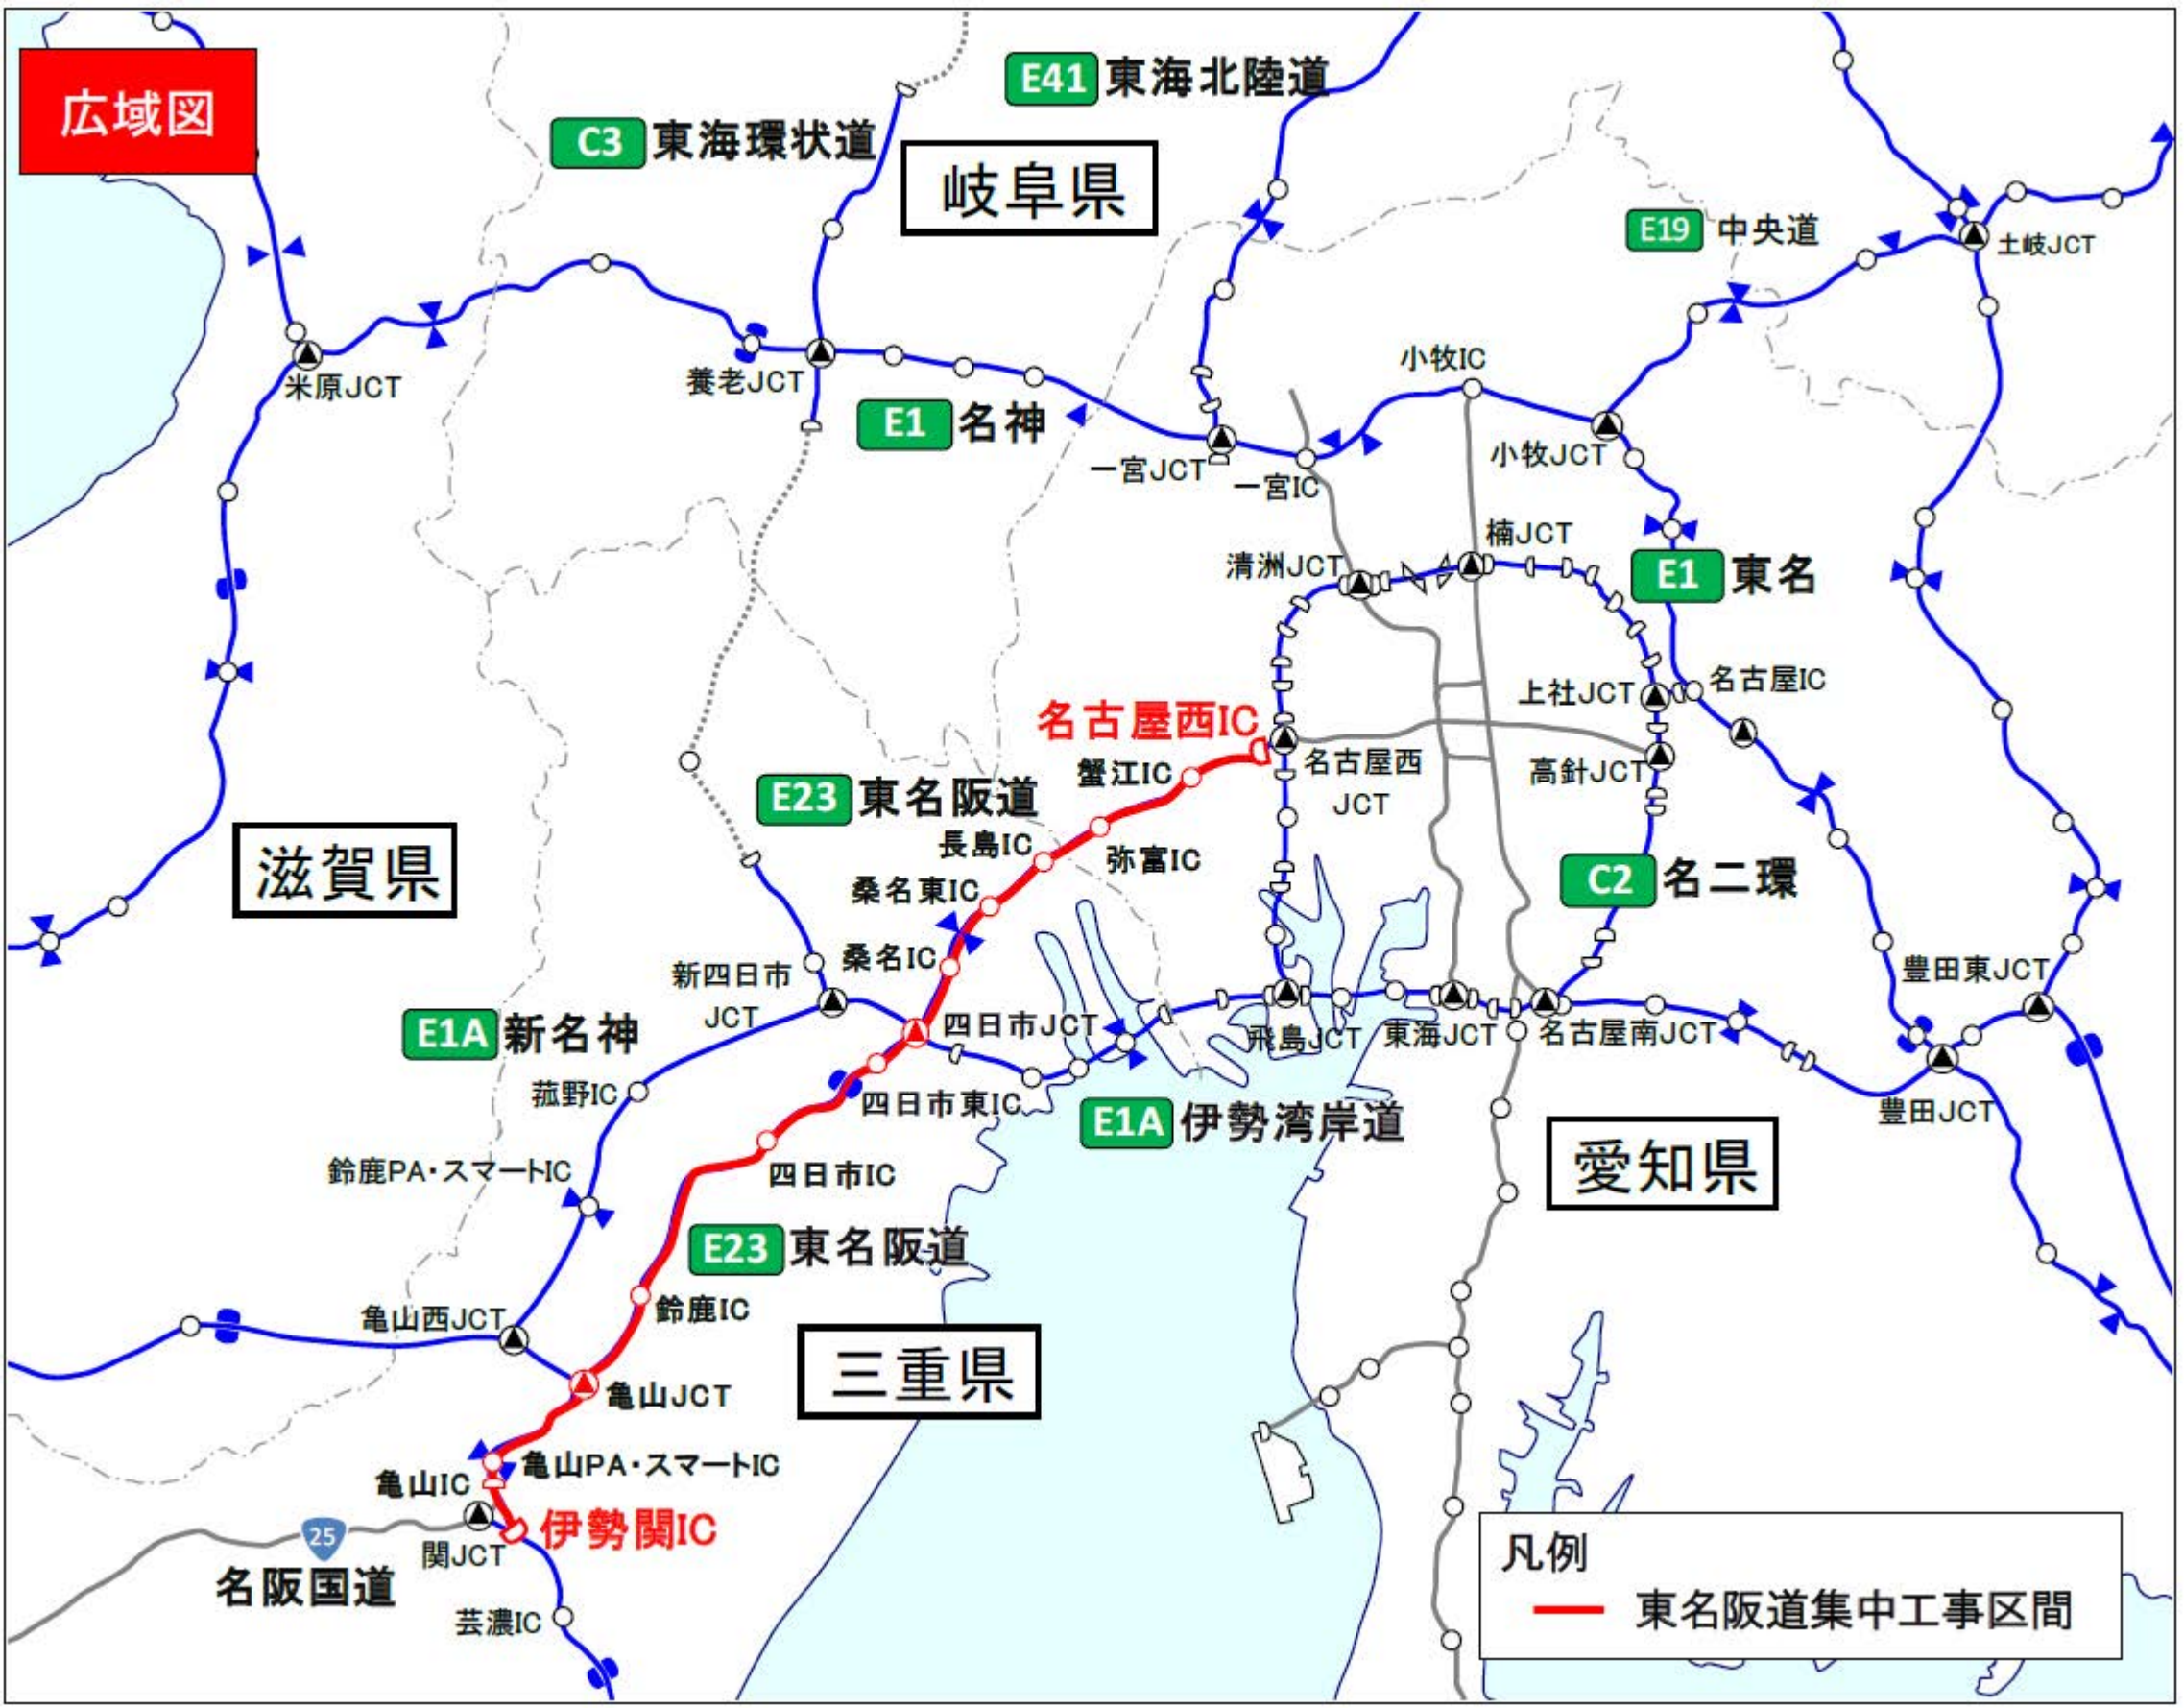 広域図
E41 東海北陸道
C3 東海環状道
岐阜県
E19 中央道
土岐JCT
米原JCT
養老JCT
E1 名神
小牧IC
一宮JCT
一宮IC
小牧JCT
楠JCT
清洲JCT
E1 東名
上社JCT
名古屋IC
名古屋西IC
蟹江IC
名古屋西
JCT
高針JCT
E23 東名阪道
長島IC
弥富IC
滋賀県
桑名東IC
C2 名二環
桑名IC
新四日市
JCT
豊田東JCT
E1A 新名神
四日市JCT
飛島JCT
東海JCT
名古屋南JCT
菰野IC
四日市東IC
E1A 伊勢湾岸道
豊田JCT
鈴鹿PA・スマートIC
四日市IC
愛知県
E23 東名阪道
鈴鹿IC
亀山西JCT
三重県
亀山JCT
亀山PA・スマートIC
亀山IC
伊勢関IC
25
名阪国道
関JCT
芸濃IC
凡例
東名阪道集中工事区間